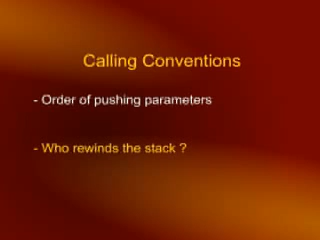 Calling Conventions
- Order of pushing parameters
- Who rewinds the stack ?